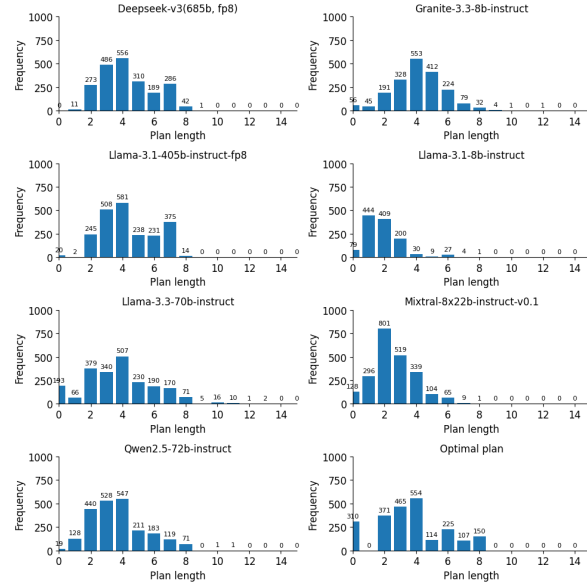 Deepseek-v3(685b, fp8)
1000
750
500
250
0
Frequency
0 11 273 486 556 310 189 286 42 1 0 0 0 0 0 0
0 2 4 6 8 10 12 14
Plan length
Granite-3.3-8b-instruct
1000
750
500
250
0
Frequency
56 45 191 328 553 412 224 79 32 4 1 0 1 0 0 0
0 2 4 6 8 10 12 14
Plan length
Llama-3.1-405b-instruct-fp8
1000
750
500
250
0
Frequency
20 2 245 508 581 238 231 375 14 0 0 0 0 0 0 0
0 2 4 6 8 10 12 14
Plan length
Llama-3.1-8b-instruct
1000
750
500
250
0
Frequency
79 444 409 200 30 9 27 4 1 0 0 0 0 0 0 0
0 2 4 6 8 10 12 14
Plan length
Llama-3.3-70b-instruct
1000
750
500
250
0
Frequency
193 66 379 340 507 230 190 170 71 5 16 10 1 2 0 0
0 2 4 6 8 10 12 14
Plan length
Mixtral-8x22b-instruct-v0.1
1000
750
500
250
0
Frequency
128 296 801 519 339 104 65 9 1 0 0 0 0 0 0 0
0 2 4 6 8 10 12 14
Plan length
Qwen2.5-72b-instruct
1000
750
500
250
0
Frequency
19 128 440 528 547 211 183 119 71 0 1 1 0 0 0 0
0 2 4 6 8 10 12 14
Plan length
Optimal plan
1000
750
500
250
0
Frequency
310 0 371 465 554 114 225 107 150 0 0 0 0 0 0 0
0 2 4 6 8 10 12 14
Plan length